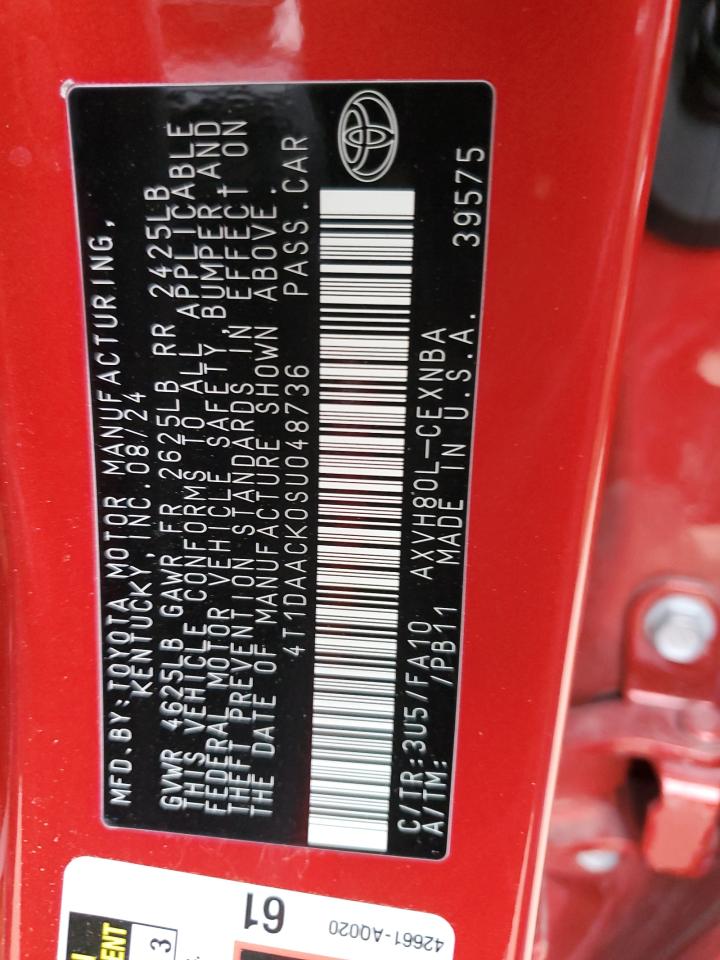 MFD.BY:TOYOTA MOTOR MANUFACTURING,
KENTUCKY, INC.08/24
GVWR 4625LB GAWR FR 2625LB RR 2425LB
THIS VEHICLE CONFORMS TO ALL APPLICABLE
FEDERAL MOTOR VEHICLE SAFETY, BUMPER, AND
THEFT PREVENTION STANDARDS IN EFFECT ON
THE DATE OF MANUFACTURE SHOWN ABOVE.
4T1DAACK0SU048736 PASS.CAR
C/TR:3U5/FA10 AXVH80L-CEXNBA 39575
A/TM: /PB11 MADE IN U.S.A.
61
42661-AQ020
3